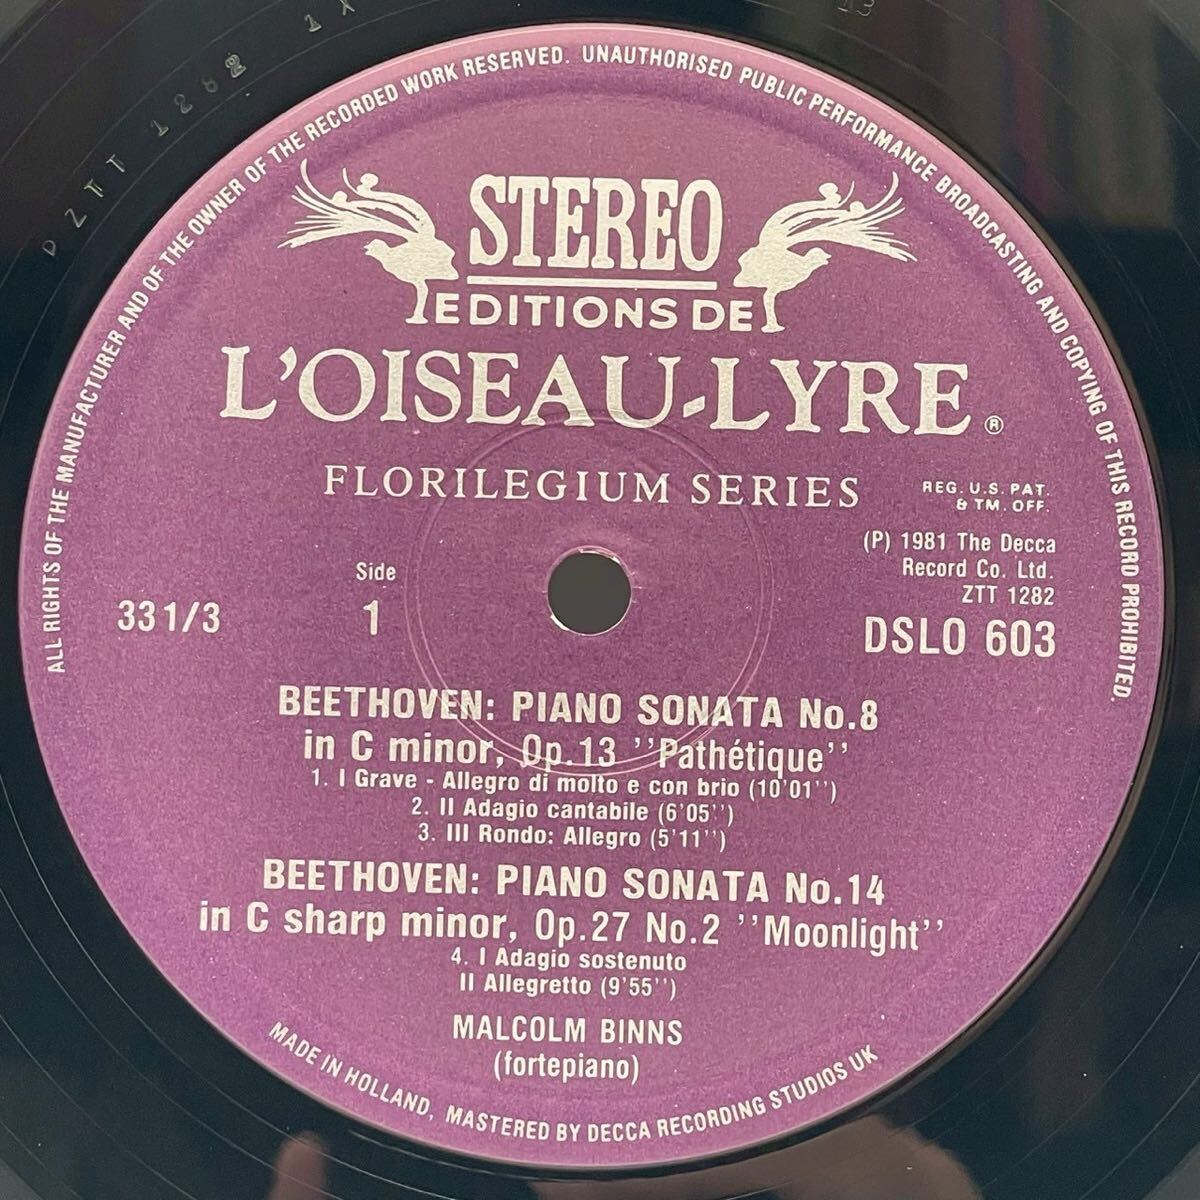 ALL RIGHTS OF THE MANUFACTURER AND OF THE OWNER OF THE RECORDED WORK RESERVED. UNAUTHORISED PUBLIC PERFORMANCE BROADCASTING AND COPYING OF THIS RECORD PROHIBITED.
STEREO
EDITIONS DE
L'OISEAU-LYRE ®
FLORILEGIUM SERIES
REG. U.S. PAT.
& TM. OFF.
(P) 1981 The Decca
Record Co. Ltd.
ZTT 1282
DSLO 603
Side
1
33 1/3
BEETHOVEN: PIANO SONATA No.8
in C minor, Op.13 ''Pathétique''
1. I Grave - Allegro di molto e con brio (10'01'')
2. II Adagio cantabile (6'05'')
3. III Rondo: Allegro (5'11'')
BEETHOVEN: PIANO SONATA No.14
in C sharp minor, Op.27 No.2 ''Moonlight''
4. I Adagio sostenuto
II Allegretto (9'55'')
MALCOLM BINNS
(fortepiano)
MADE IN HOLLAND, MASTERED BY DECCA RECORDING STUDIOS UK
ZTT 1282
13